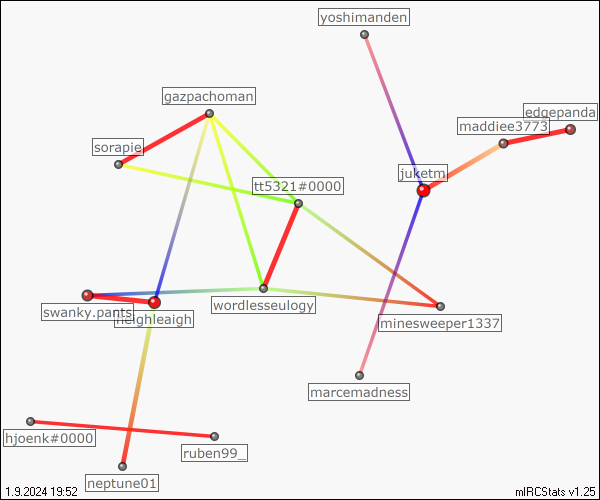 yoshimanden
gazpachoman
edgepanda
maddiee3773
sorapie
juketm
tt5321#0000
swanky.pants
wordlesseulogy
heighleaigh
minesweeper1337
marcemadness
hjoenk#0000
ruben99_
neptune01
1.9.2024 19:52
mIRCStats v1.25